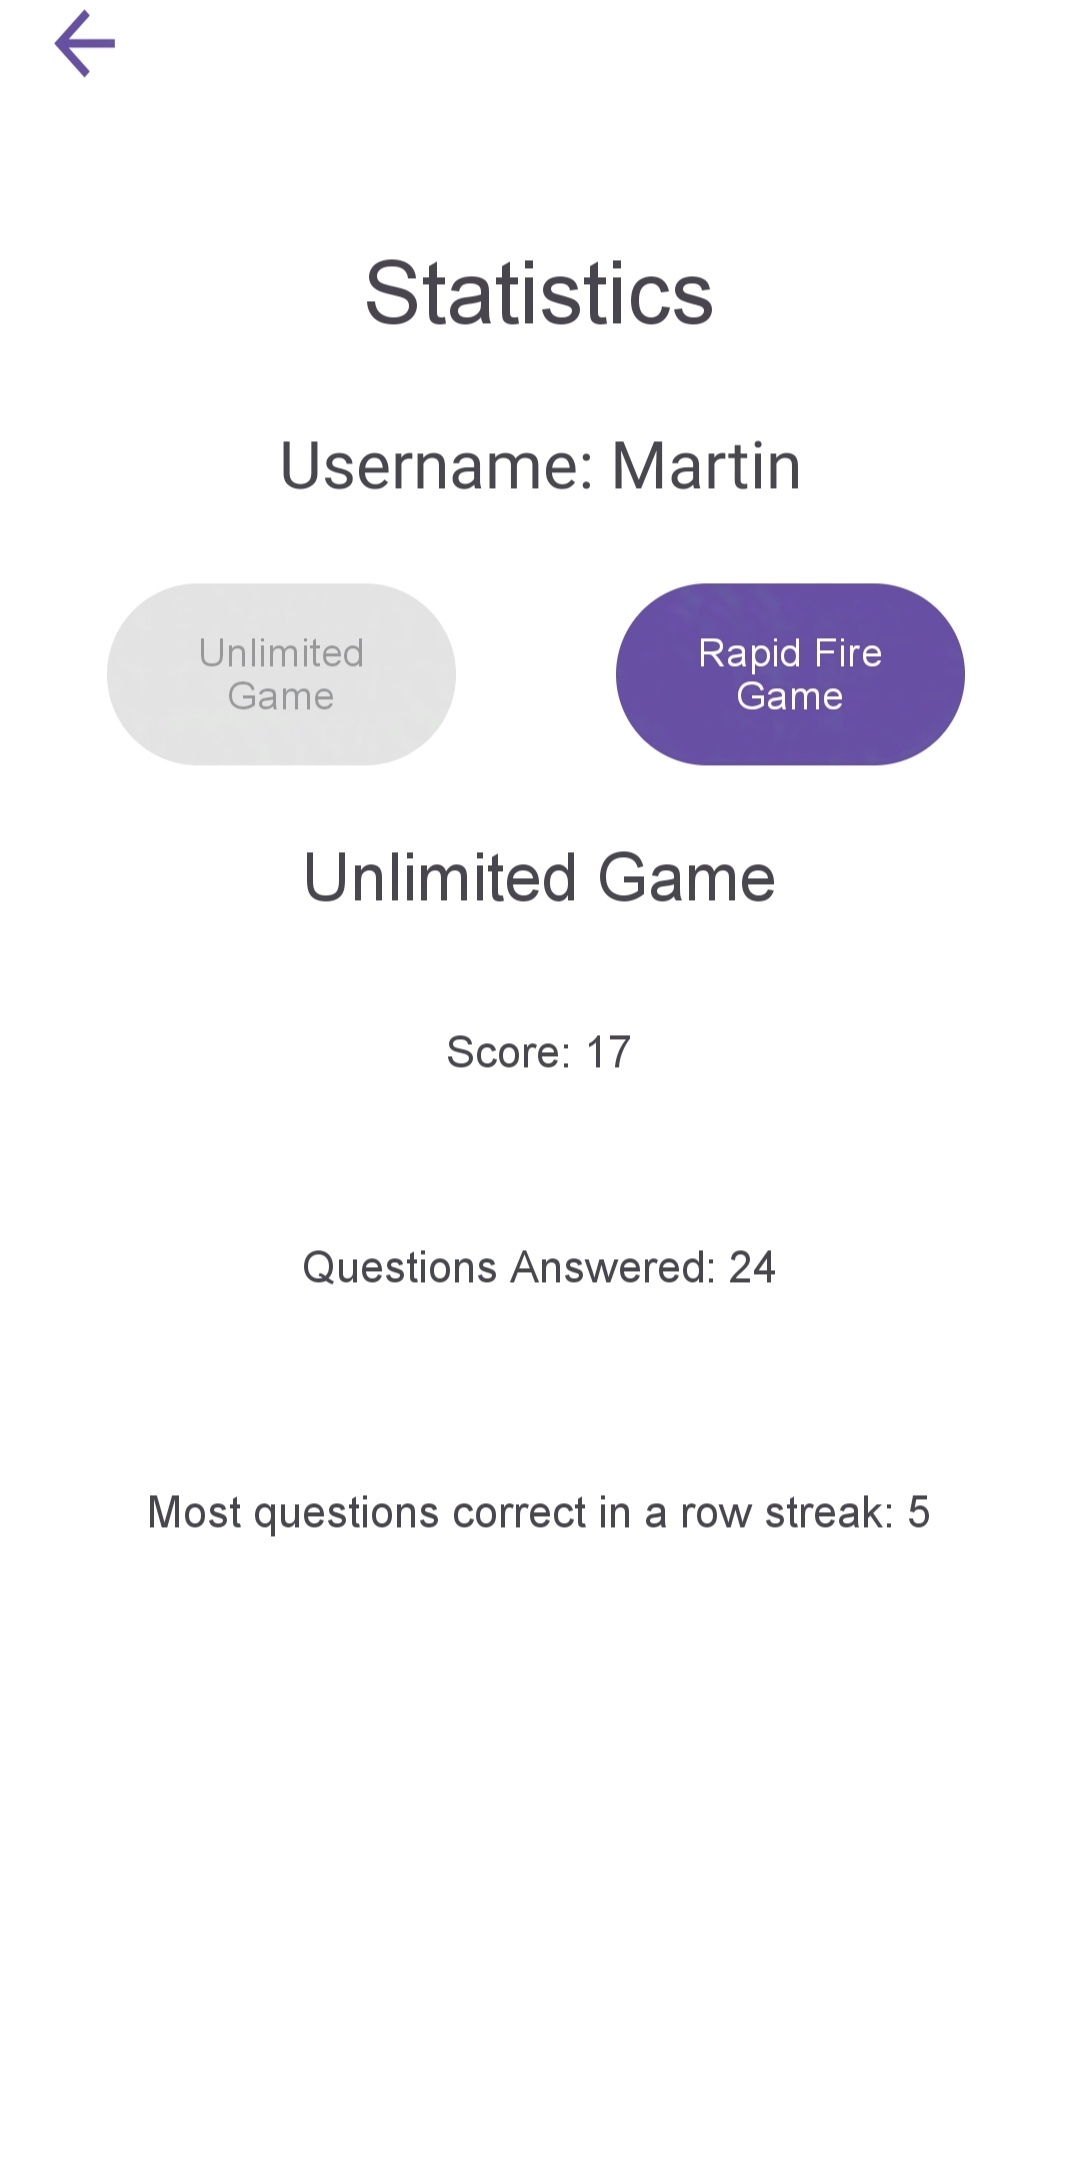 Statistics
Username: Martin
Unlimited
Game
Rapid Fire
Game
Unlimited Game
Score: 17
Questions Answered: 24
Most questions correct in a row streak: 5